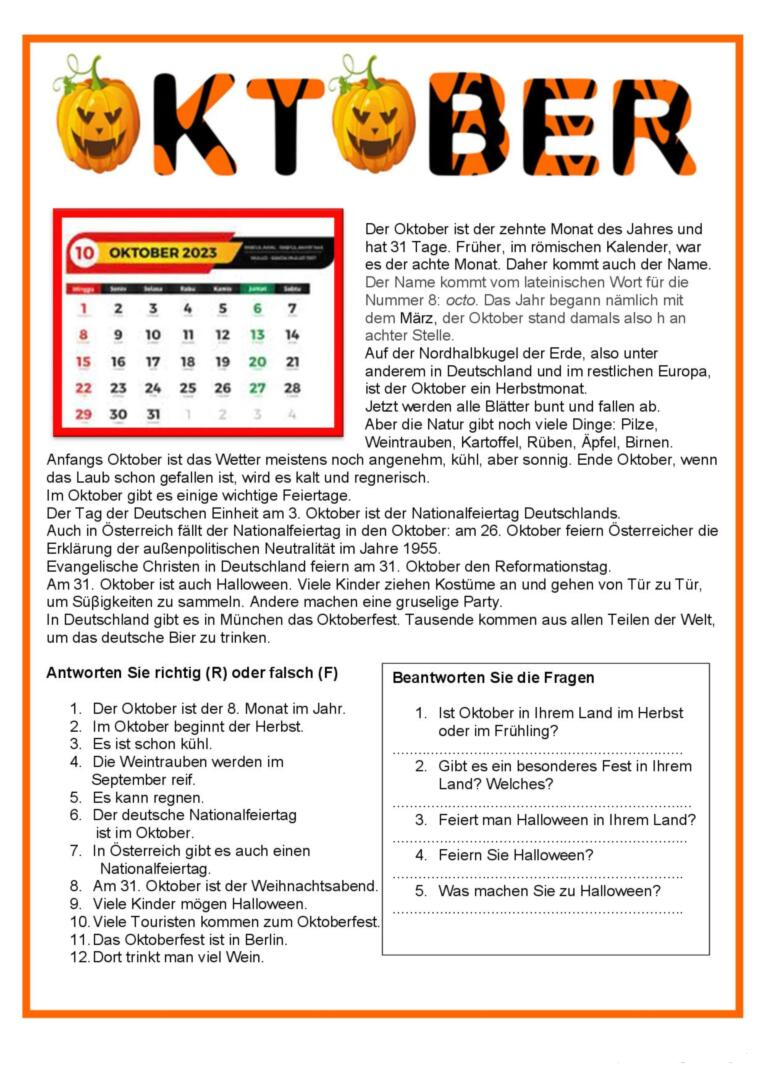 OKTOBER
10 OKTOBER 2023
Minggu Senin Selasa Rabu Kamis Jumat Sabtu
1 2 3 4 5 6 7
8 9 10 11 12 13 14
15 16 17 18 19 20 21
22 23 24 25 26 27 28
29 30 31 1 2 3 4
Der Oktober ist der zehnte Monat des Jahres und
hat 31 Tage. Früher, im römischen Kalender, war
es der achte Monat. Daher kommt auch der Name.
Der Name kommt vom lateinischen Wort für die
Nummer 8: octo. Das Jahr begann nämlich mit
dem März, der Oktober stand damals also h an
achter Stelle.
Auf der Nordhalbkugel der Erde, also unter
anderem in Deutschland und im restlichen Europa,
ist der Oktober ein Herbstmonat.
Jetzt werden alle Blätter bunt und fallen ab.
Aber die Natur gibt noch viele Dinge: Pilze,
Weintrauben, Kartoffel, Rüben, Äpfel, Birnen.
Anfangs Oktober ist das Wetter meistens noch angenehm, kühl, aber sonnig. Ende Oktober, wenn
das Laub schon gefallen ist, wird es kalt und regnerisch.
Im Oktober gibt es einige wichtige Feiertage.
Der Tag der Deutschen Einheit am 3. Oktober ist der Nationalfeiertag Deutschlands.
Auch in Österreich fällt der Nationalfeiertag in den Oktober: am 26. Oktober feiern Österreicher die
Erklärung der außenpolitischen Neutralität im Jahre 1955.
Evangelische Christen in Deutschland feiern am 31. Oktober den Reformationstag.
Am 31. Oktober ist auch Halloween. Viele Kinder ziehen Kostüme an und gehen von Tür zu Tür,
um Süßigkeiten zu sammeln. Andere machen eine gruselige Party.
In Deutschland gibt es in München das Oktoberfest. Tausende kommen aus allen Teilen der Welt,
um das deutsche Bier zu trinken.
Antworten Sie richtig (R) oder falsch (F)
1. Der Oktober ist der 8. Monat im Jahr.
2. Im Oktober beginnt der Herbst.
3. Es ist schon kühl.
4. Die Weintrauben werden im
September reif.
5. Es kann regnen.
6. Der deutsche Nationalfeiertag
ist im Oktober.
7. In Österreich gibt es auch einen
Nationalfeiertag.
8. Am 31. Oktober ist der Weihnachtsabend.
9. Viele Kinder mögen Halloween.
10. Viele Touristen kommen zum Oktoberfest.
11. Das Oktoberfest ist in Berlin.
12. Dort trinkt man viel Wein.
Beantworten Sie die Fragen
1. Ist Oktober in Ihrem Land im Herbst
oder im Frühling?
2. Gibt es ein besonderes Fest in Ihrem
Land? Welches?
3. Feiert man Halloween in Ihrem Land?
4. Feiern Sie Halloween?
5. Was machen Sie zu Halloween?